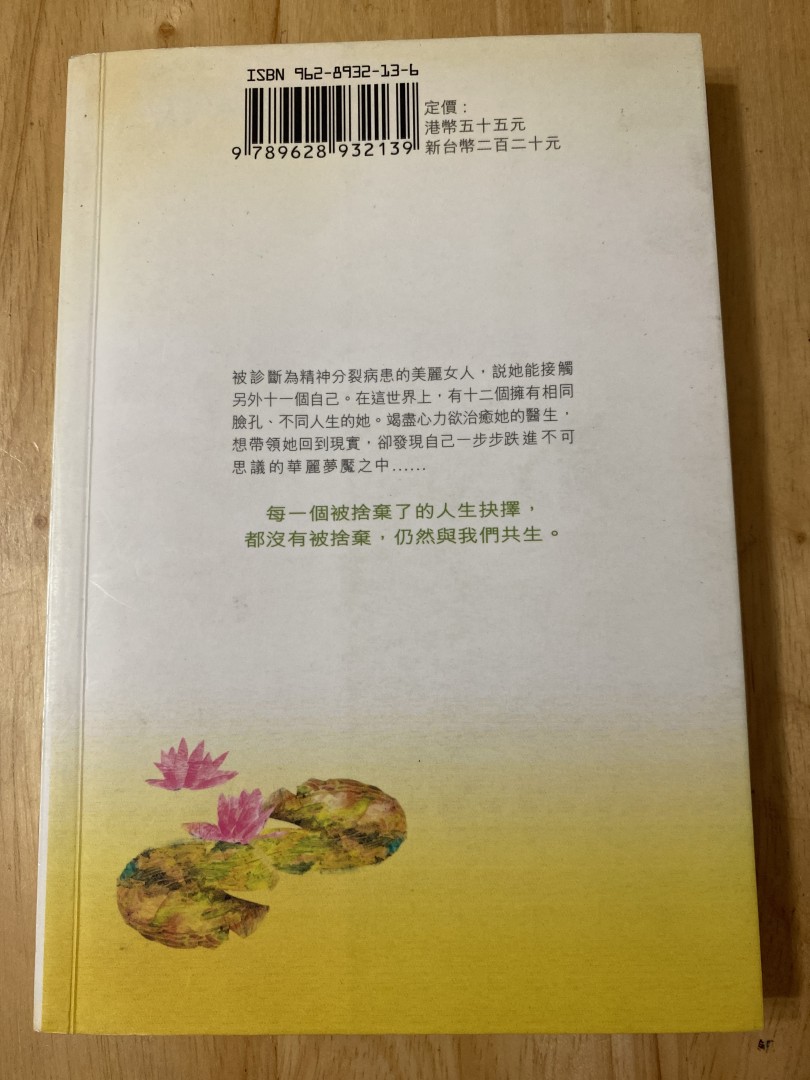 ISBN 962-8932-13-6
9 789628 932139
定價：
港幣五十五元
新台幣二百二十元
被診斷為精神分裂病患的美麗女人，説她能接觸
另外十一個自己。在這世界上，有十二個擁有相同
臉孔、不同人生的她。竭盡心力欲治癒她的醫生，
想帶領她回到現實，卻發現自己一步步跌進不可
思議的華麗夢魘之中……
每一個被捨棄了的人生抉擇，
都沒有被捨棄，仍然與我們共生。